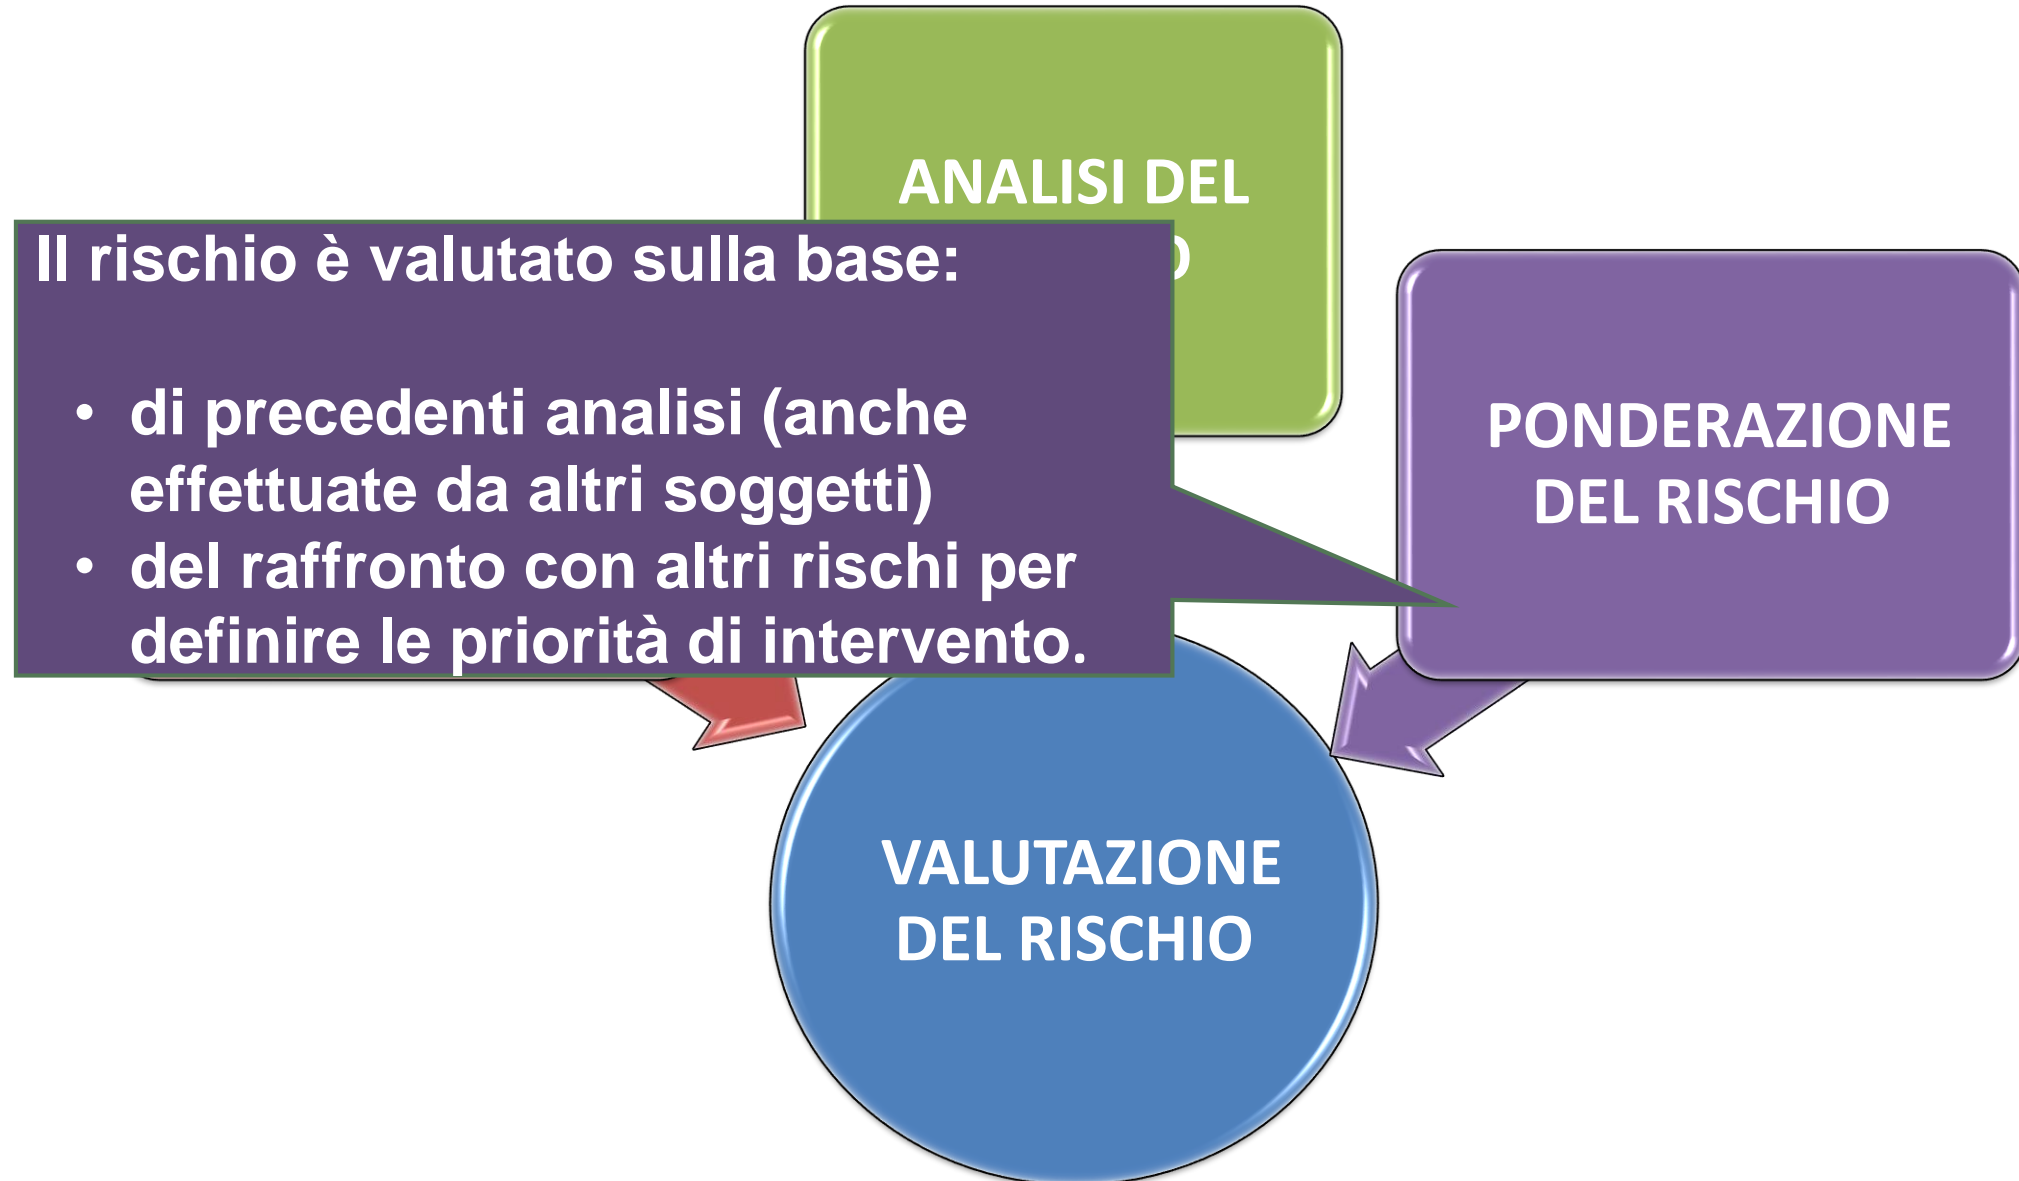 ANALISI DEL
Il rischio è valutato sulla base:
• di precedenti analisi (anche
effettuate da altri soggetti)
• del raffronto con altri rischi per
definire le priorità di intervento.
PONDERAZIONE
DEL RISCHIO
VALUTAZIONE
DEL RISCHIO